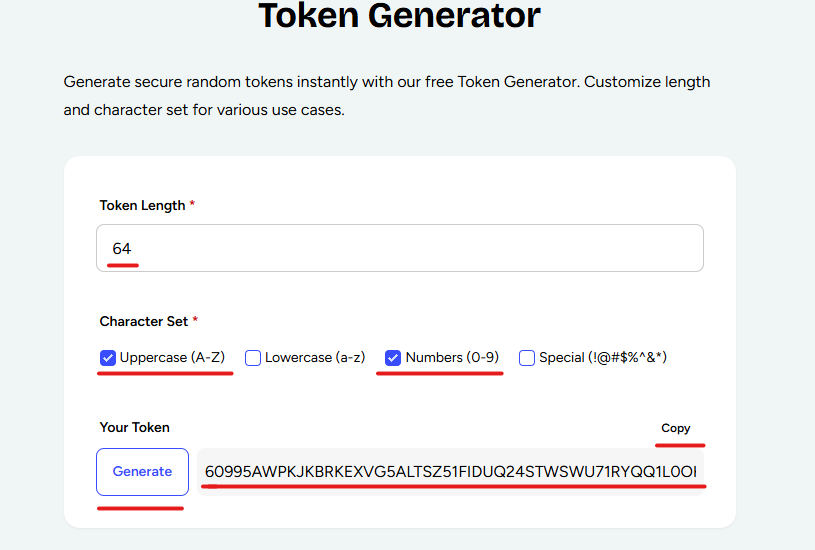 Token Generator
Generate secure random tokens instantly with our free Token Generator. Customize length
and character set for various use cases.
Token Length *
64
Character Set *
Uppercase (A-Z) Lowercase (a-z) Numbers (0-9) Special (!@#$%^&*)
Your Token Copy
Generate 60995AWPKJKBRKEXVG5ALTSZ51FIDUQ24STWSWU71RYQQ1L0OI